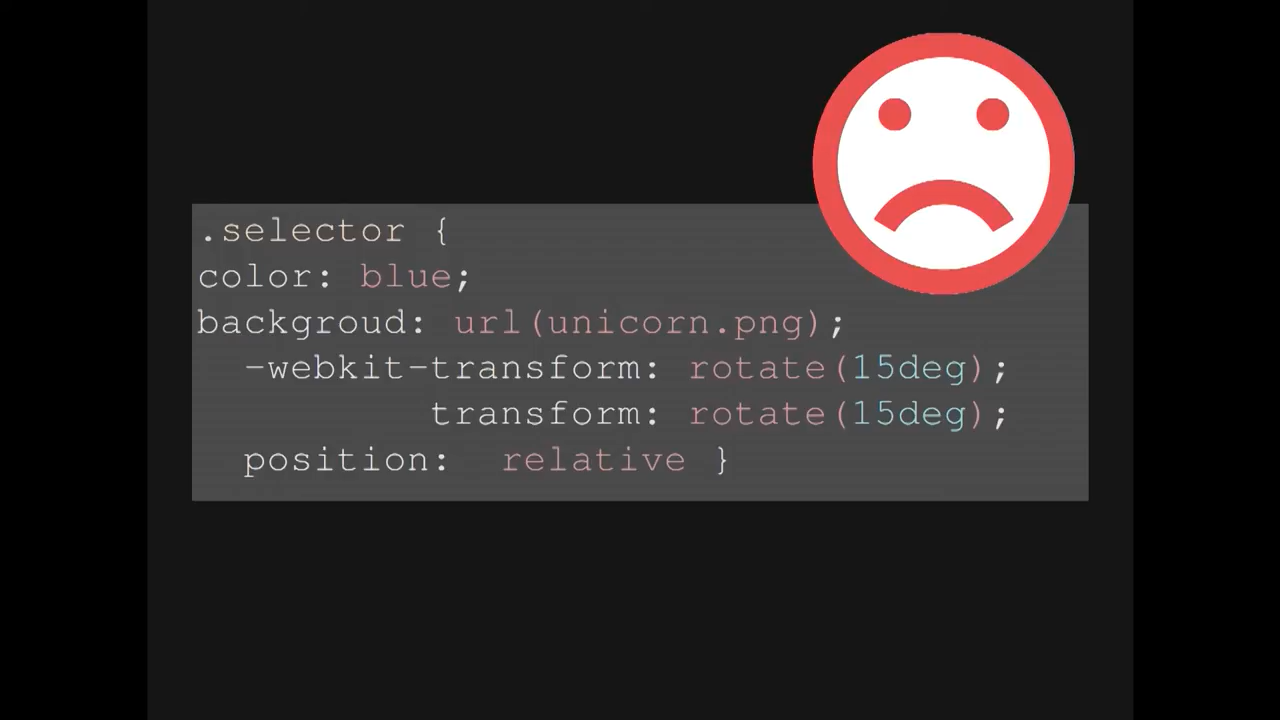 .selector {
color: blue;
backgroud: url(unicorn.png);
-webkit-transform: rotate(15deg);
transform: rotate(15deg);
position: relative }